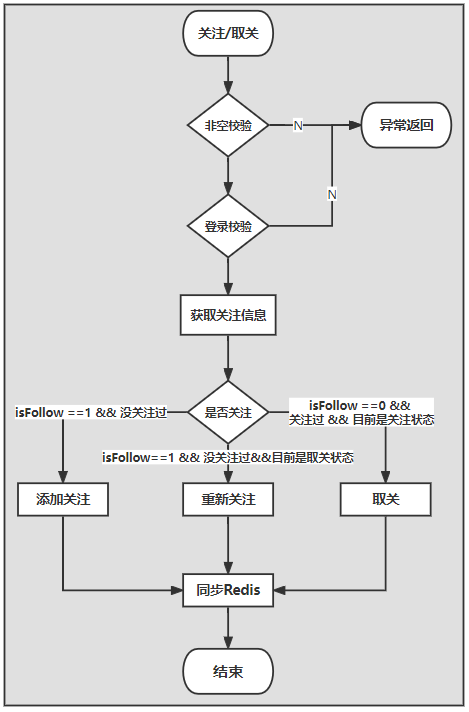 关注/取关
非空校验
N
异常返回
N
登录校验
获取关注信息
isFollow ==1 && 没关注过
是否关注
isFollow ==0 &&
关注过 && 目前是关注状态
isFollow==1 && 没关注过&&目前是取关状态
添加关注
重新关注
取关
同步Redis
结束